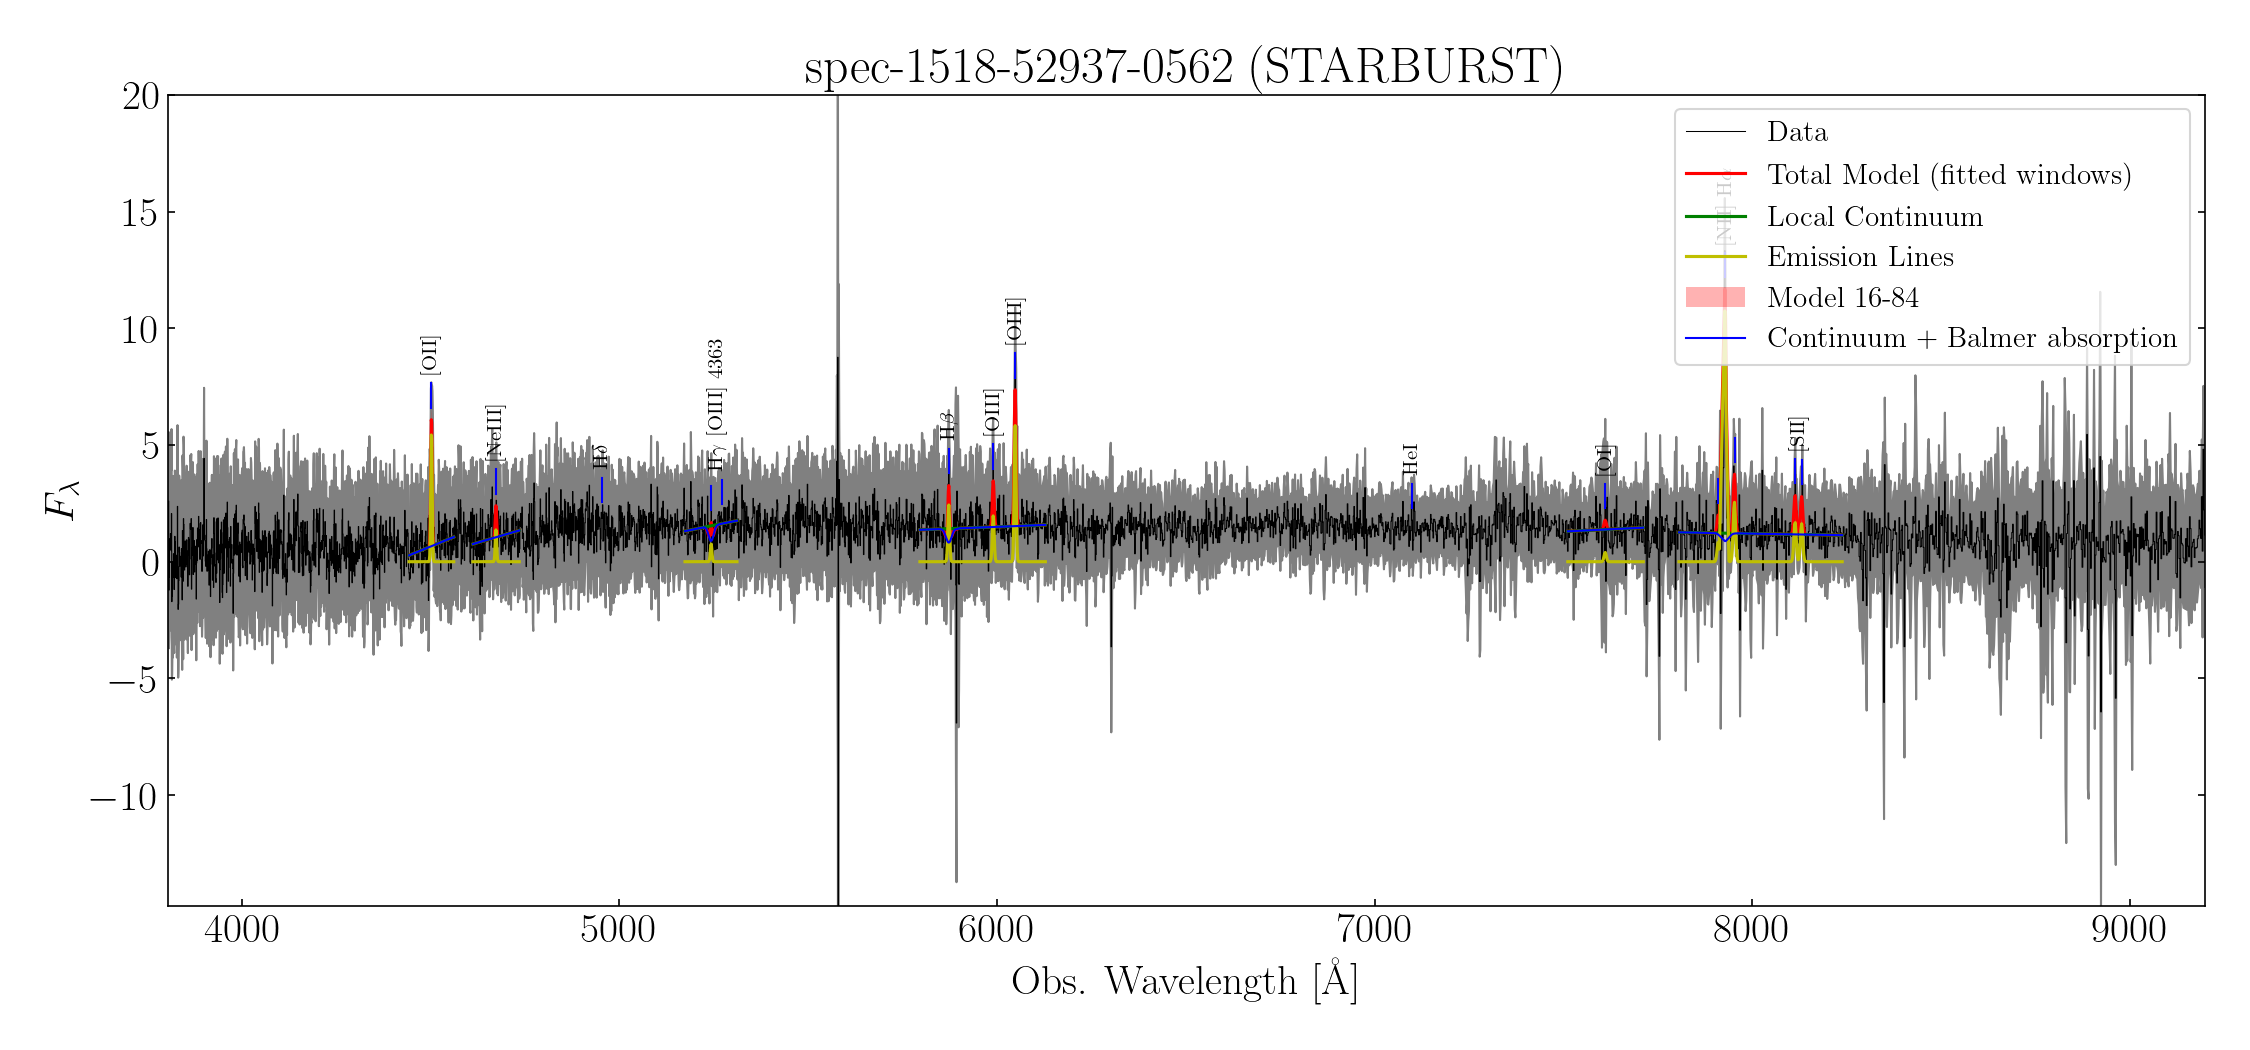 spec-1518-52937-0562 (STARBURST)
20
15
10
5
0
−5
−10
F_λ
Data
Total Model (fitted windows)
Local Continuum
Emission Lines
Model 16-84
Continuum + Balmer absorption
[OII]
[NeIII]
Hδ
Hγ [OIII] 4363
Hβ
[OIII]
[OIII]
HeI
[OI]
[NII] Hα
[SII]
4000
5000
6000
7000
8000
9000
Obs. Wavelength [Å]